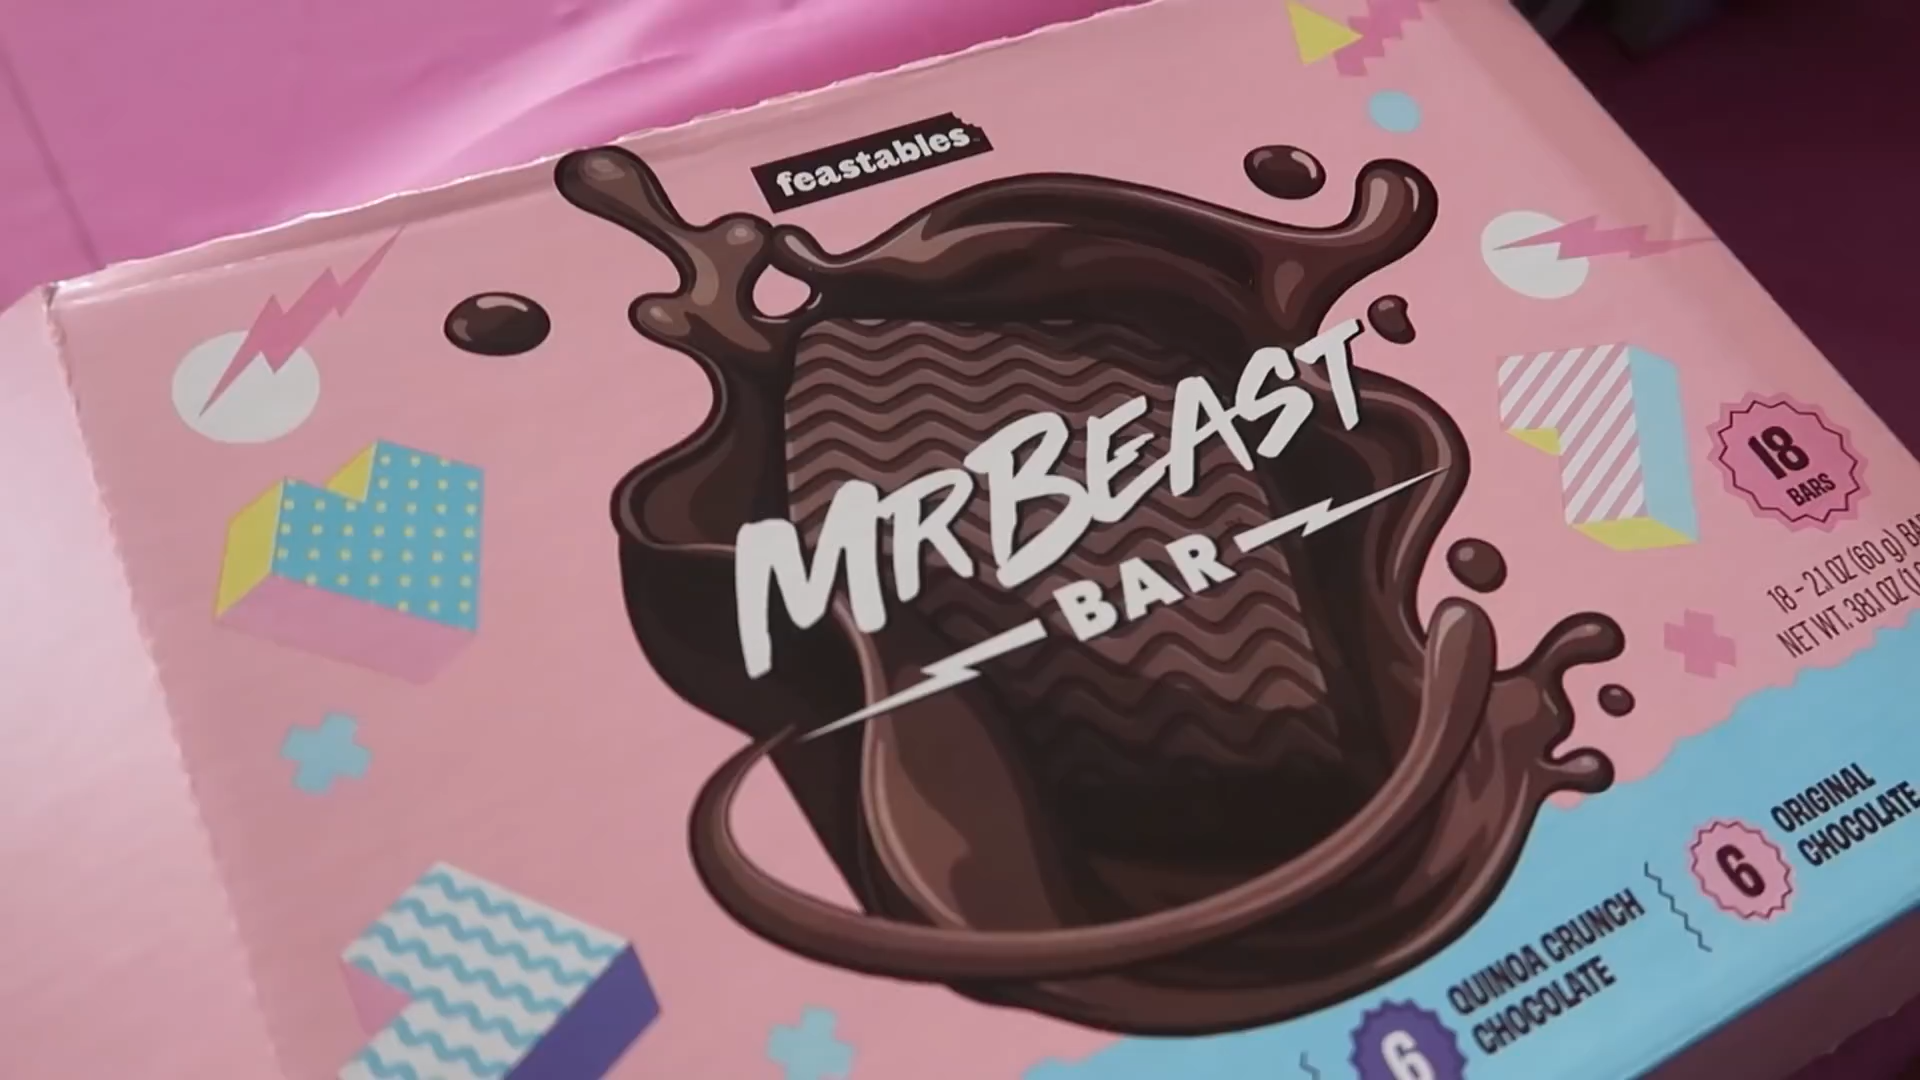 feastables
MRBEAST
BAR
18
BARS
18 - 2.1 OZ (60 g)
NET WT. 38.1 OZ
6
ORIGINAL
CHOCOLATE
6
QUINOA CRUNCH
CHOCOLATE